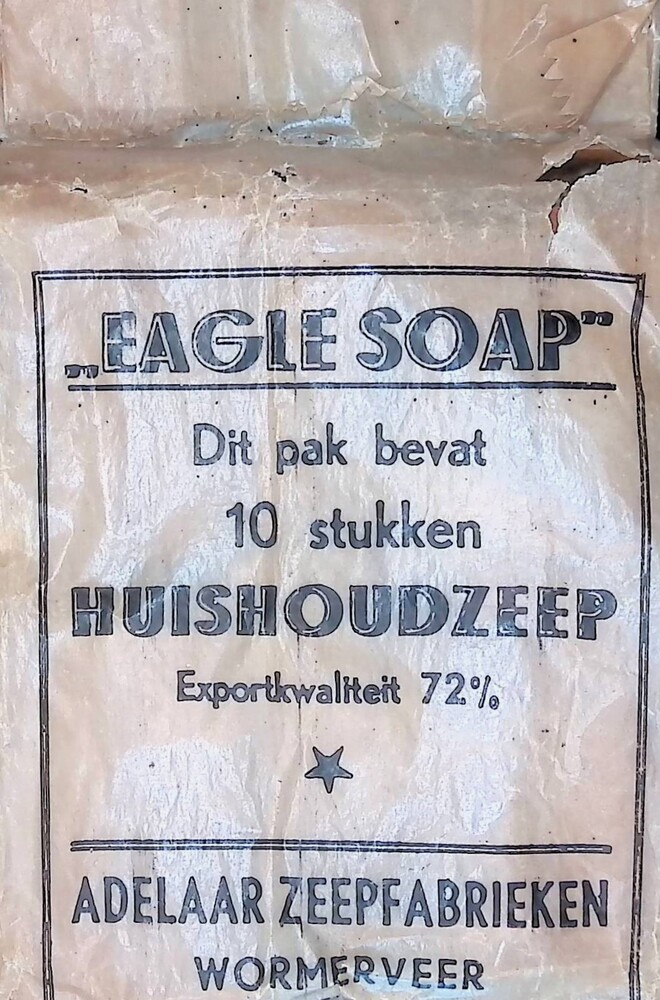 „EAGLE SOAP”
Dit pak bevat
10 stukken
HUISHOUDZEEP
Exportkwaliteit 72%
ADELAAR ZEEPFABRIEKEN
WORMERVEER